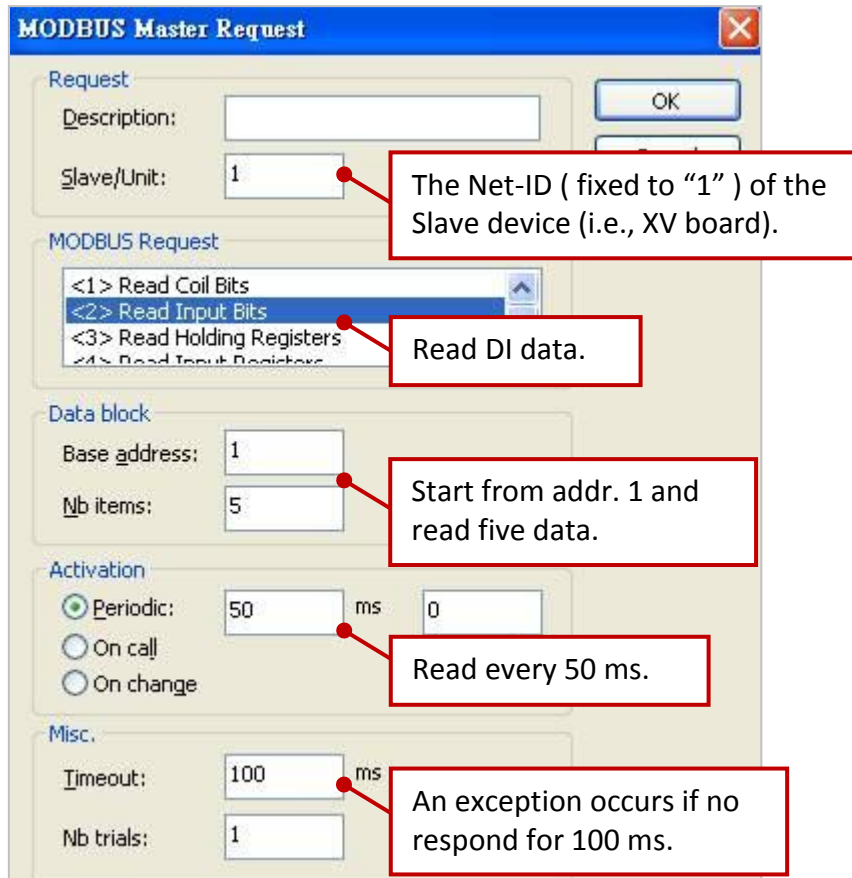 MODBUS Master Request
Request
OK
Description:
Slave/Unit:
1
The Net-ID ( fixed to “1” ) of the
Slave device (i.e., XV board).
MODBUS Request
<1> Read Coil Bits
<2> Read Input Bits
<3> Read Holding Registers
<4> Read Input Registers
Read DI data.
Data block
Base address:
1
Nb items:
5
Start from addr. 1 and
read five data.
Activation
Periodic:
50
ms
0
On call
On change
Read every 50 ms.
Misc.
Timeout:
100
ms
Nb trials:
1
An exception occurs if no
respond for 100 ms.